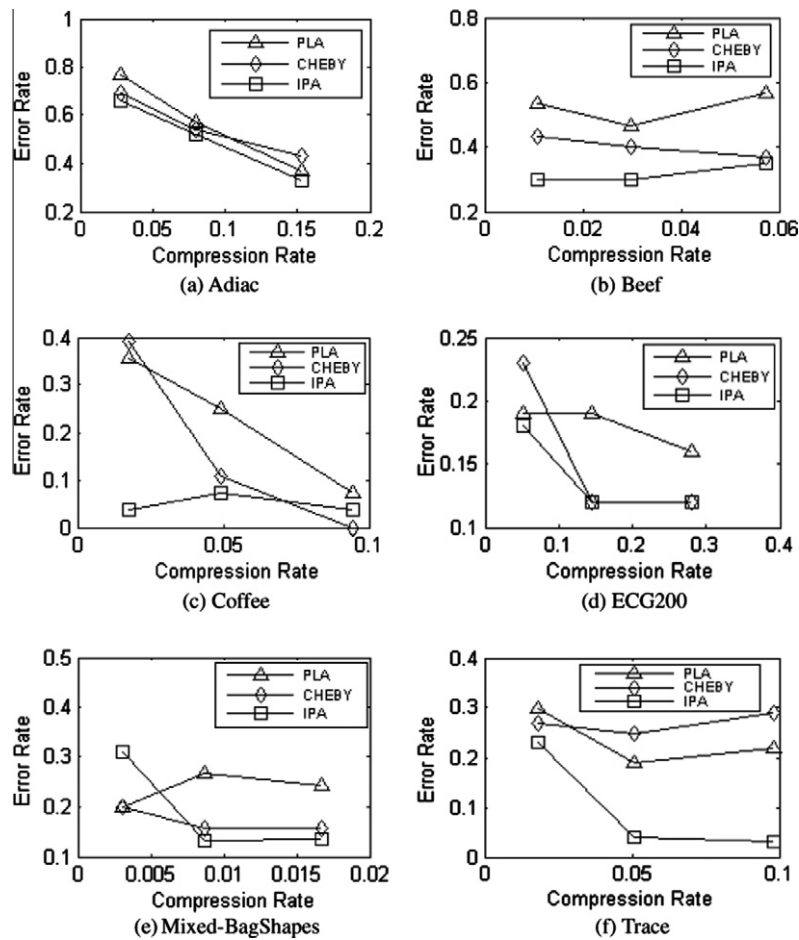 1
0.8
0.6
0.4
0.2
0
0.05
0.1
0.15
0.2
Error Rate
Compression Rate
PLA
CHEBY
IPA
(a) Adiac
0.8
0.6
0.4
0.2
0
0.02
0.04
0.06
Error Rate
Compression Rate
PLA
CHEBY
IPA
(b) Beef
0.4
0.3
0.2
0.1
0
0
0.05
0.1
Error Rate
Compression Rate
PLA
CHEBY
IPA
(c) Coffee
0.25
0.2
0.15
0.1
0
0.1
0.2
0.3
0.4
Error Rate
Compression Rate
PLA
CHEBY
IPA
(d) ECG200
0.5
0.4
0.3
0.2
0.1
0
0.005
0.01
0.015
0.02
Error Rate
Compression Rate
PLA
CHEBY
IPA
(e) Mixed-BagShapes
0.4
0.3
0.2
0.1
0
0
0.05
0.1
Error Rate
Compression Rate
PLA
CHEBY
IPA
(f) Trace